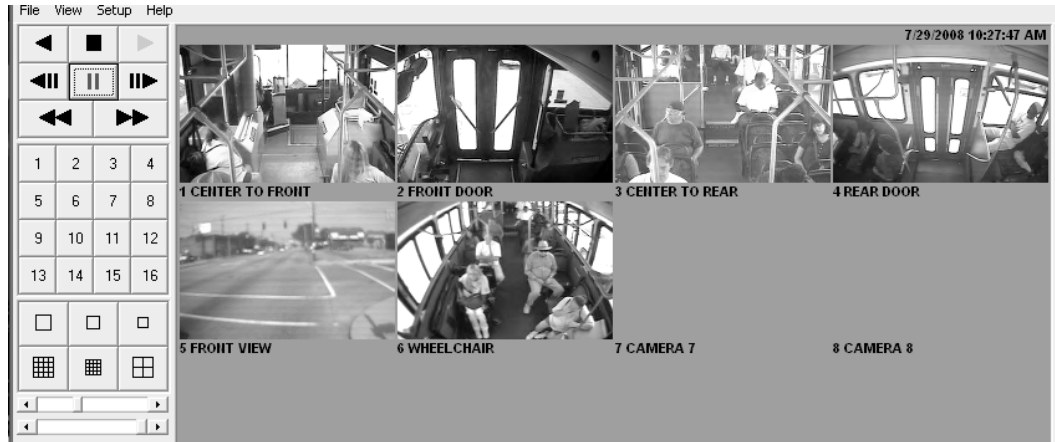 File View Setup Help
7/29/2008 10:27:47 AM
1 2 3 4
5 6 7 8
9 10 11 12
13 14 15 16
1 CENTER TO FRONT
2 FRONT DOOR
3 CENTER TO REAR
4 REAR DOOR
5 FRONT VIEW
6 WHEELCHAIR
7 CAMERA 7
8 CAMERA 8